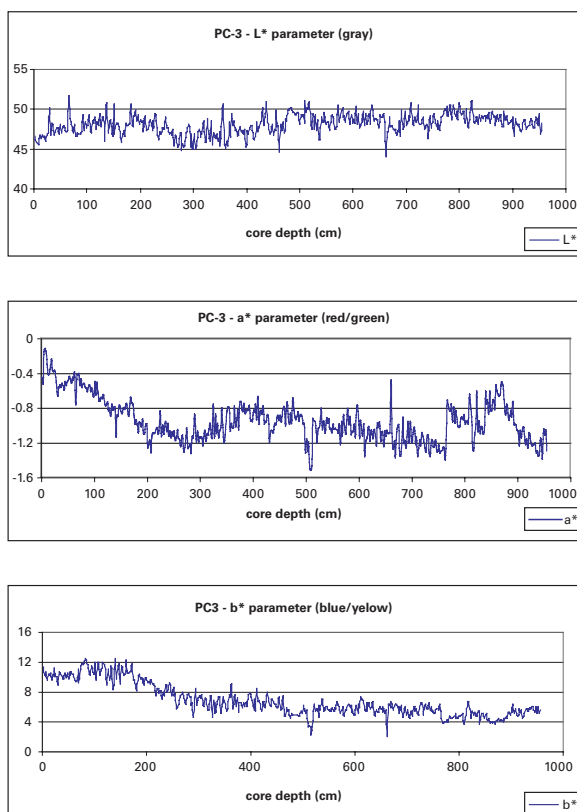 PC-3 - L* parameter (gray)
55
50
45
40
0 100 200 300 400 500 600 700 800 900 1000
core depth (cm)
L*
PC-3 - a* parameter (red/green)
0
-0.4
-0.8
-1.2
-1.6
0 100 200 300 400 500 600 700 800 900 1000
core depth (cm)
a*
PC3 - b* parameter (blue/yelow)
16
12
8
4
0
0 200 400 600 800 1000
core depth (cm)
b*